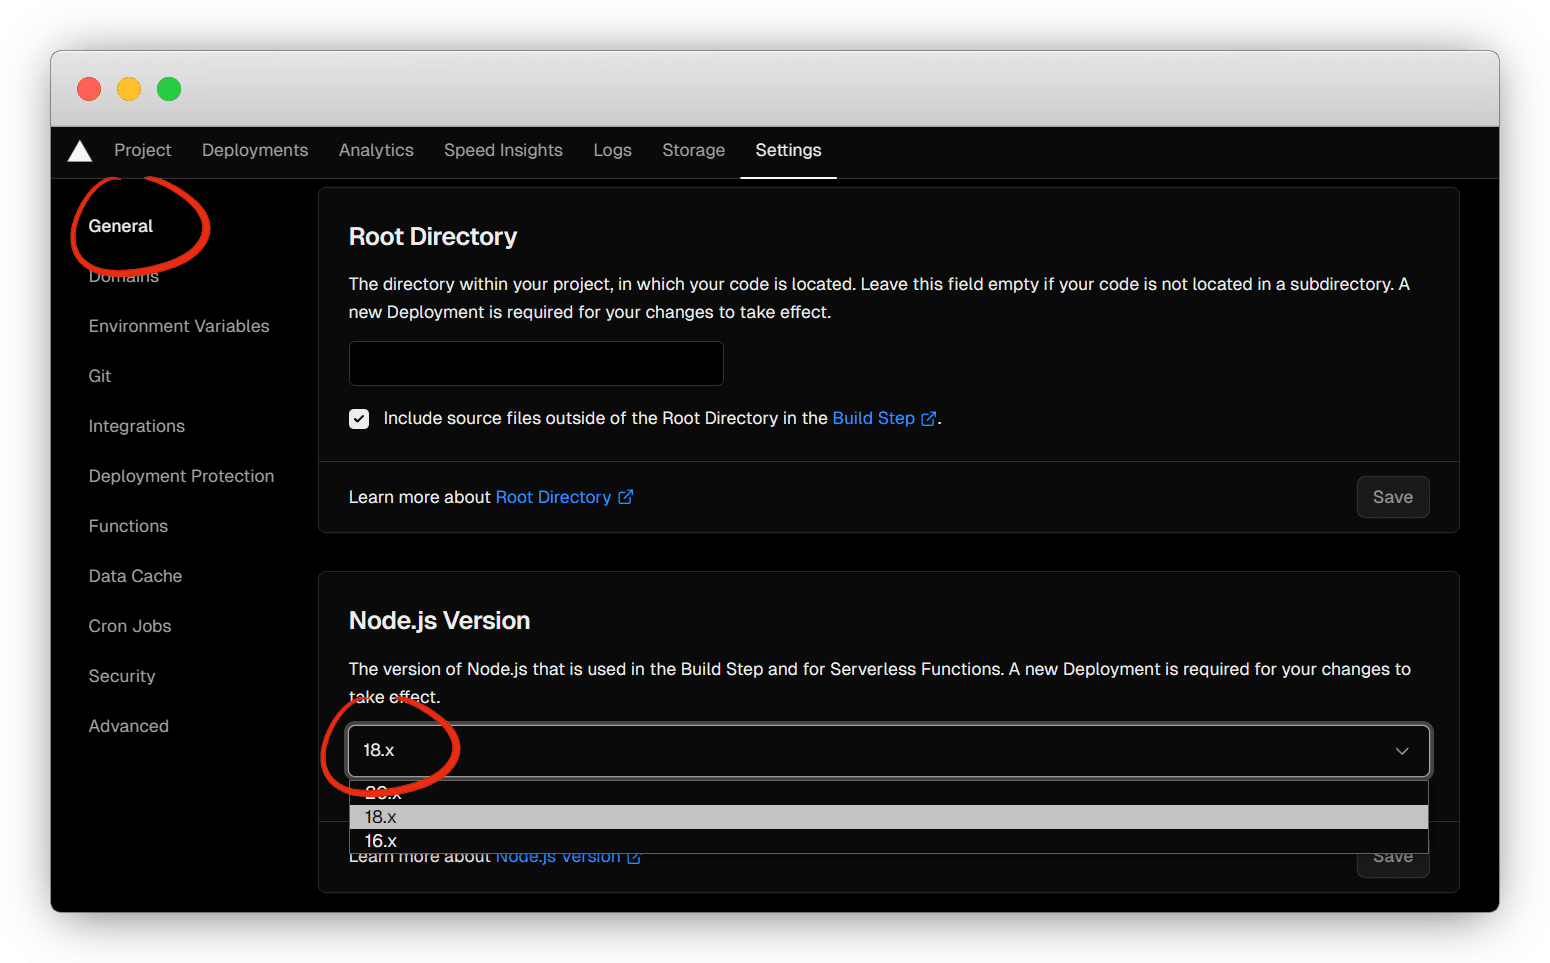 Project Deployments Analytics Speed Insights Logs Storage Settings
General
Domains
Environment Variables
Git
Integrations
Deployment Protection
Functions
Data Cache
Cron Jobs
Security
Advanced
Root Directory
The directory within your project, in which your code is located. Leave this field empty if your code is not located in a subdirectory. A
new Deployment is required for your changes to take effect.
Include source files outside of the Root Directory in the Build Step.
Learn more about Root Directory
Save
Node.js Version
The version of Node.js that is used in the Build Step and for Serverless Functions. A new Deployment is required for your changes to
take effect.
18.x
20.x
18.x
16.x
Learn more about Node.js Version
Save